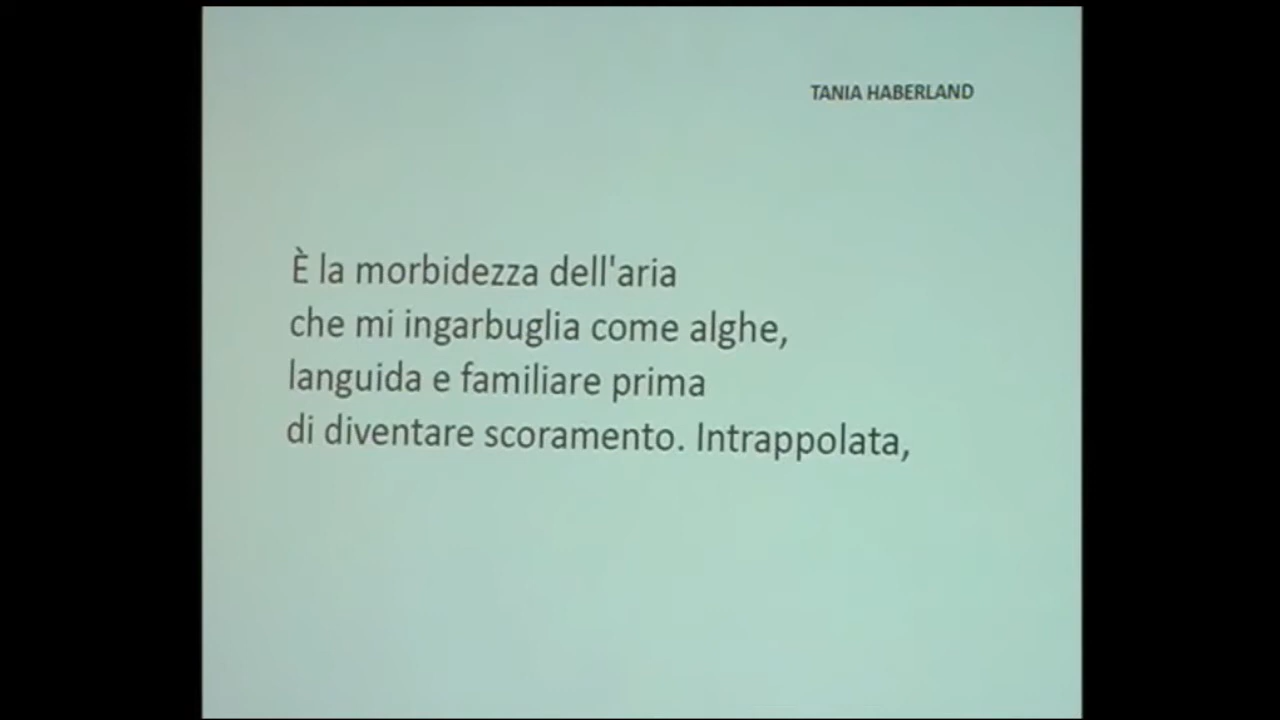 TANIA HABERLAND
È la morbidezza dell'aria
che mi ingarbuglia come alghe,
languida e familiare prima
di diventare scoramento. Intrappolata,